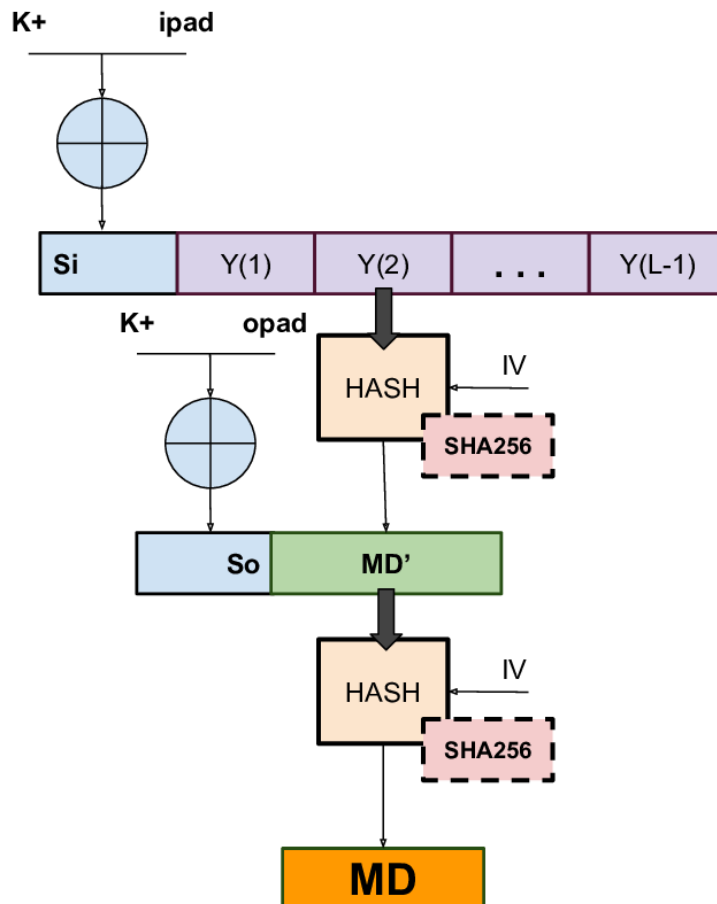 K+ ipad
Si Y(1) Y(2) . . . Y(L-1)
K+ opad
HASH IV
SHA256
So MD’
HASH IV
SHA256
MD